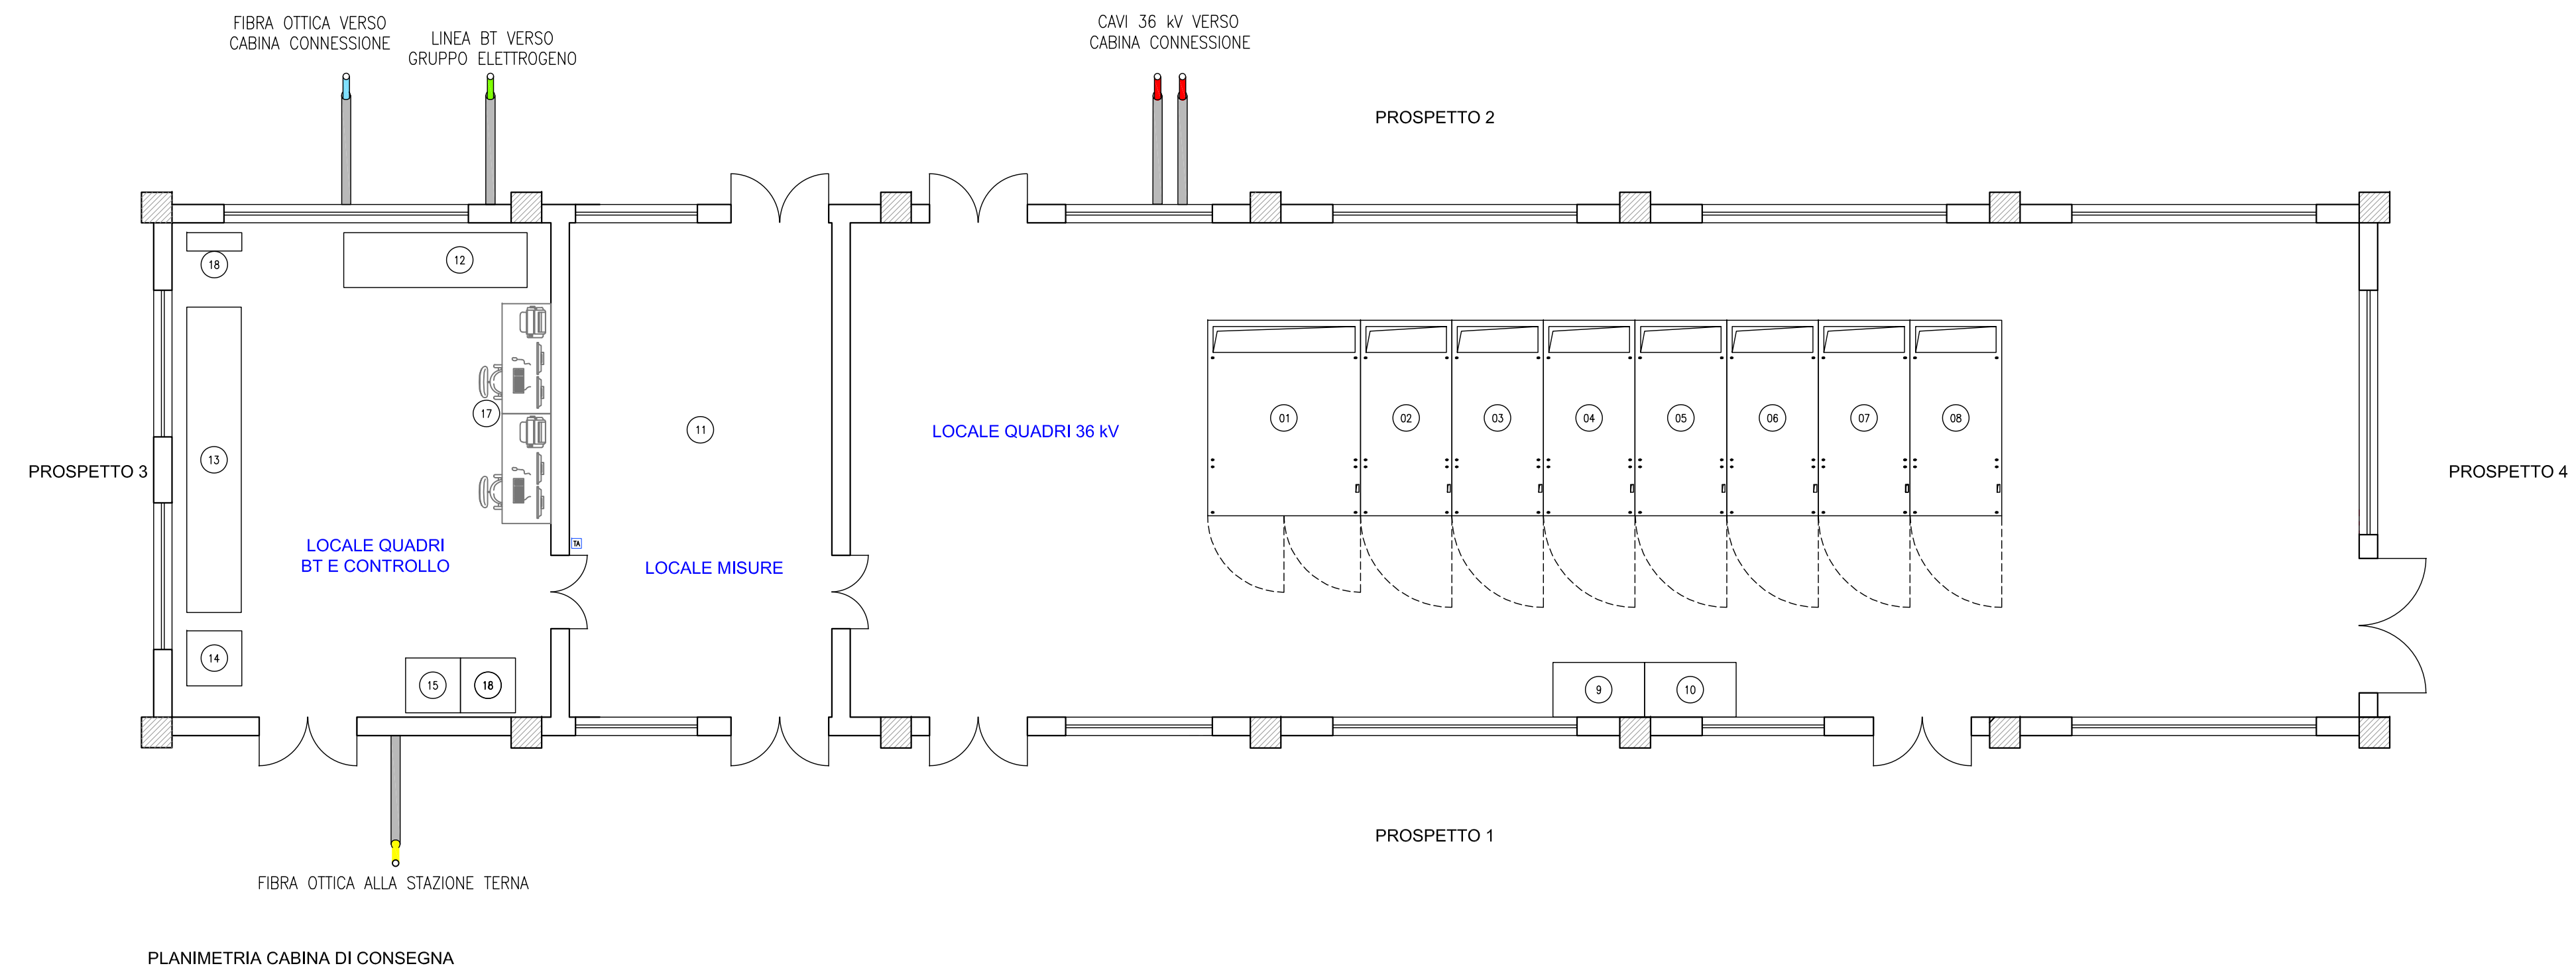 FIBRA OTTICA VERSO
CABINA CONNESSIONE
LINEA BT VERSO
GRUPPO ELETTROGENO
CAVI 36 kV VERSO
CABINA CONNESSIONE
PROSPETTO 2
18
12
17
13
11
LOCALE QUADRI 36 kV
01
02
03
04
05
06
07
08
PROSPETTO 3
PROSPETTO 4
LOCALE QUADRI
BT E CONTROLLO
TA
LOCALE MISURE
14
15
18
9
10
PROSPETTO 1
FIBRA OTTICA ALLA STAZIONE TERNA
PLANIMETRIA CABINA DI CONSEGNA